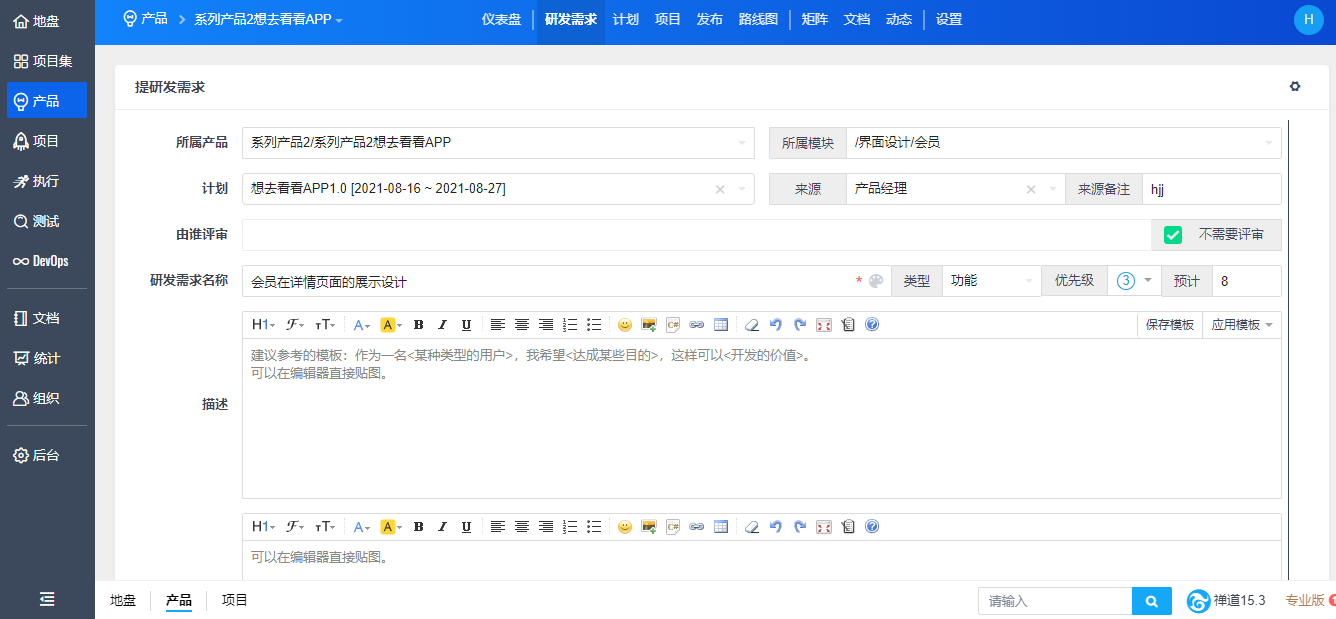 地盘
项目集
产品
项目
执行
测试
DevOps
文档
统计
组织
后台
产品 系列产品2想去看看APP 仪表盘 研发需求 计划 项目 发布 路线图 矩阵 文档 动态 设置 H
提研发需求
所属产品 系列产品2/系列产品2想去看看APP 所属模块 /界面设计/会员
计划 想去看看APP1.0 [2021-08-16 ~ 2021-08-27] 来源 产品经理 来源备注 hjj
由谁评审 不需要评审
研发需求名称 会员在详情页面的展示设计 * 类型 功能 优先级 3 预计 8
H1 ℱ TT A A B I U C# 保存模板 应用模板
建议参考的模板：作为一名<某种类型的用户>，我希望<达成某些目的>，这样可以<开发的价值>。
可以在编辑器直接贴图。
描述
H1 ℱ TT A A B I U C#
可以在编辑器直接贴图。
地盘 产品 项目 请输入 禅道15.3 专业版